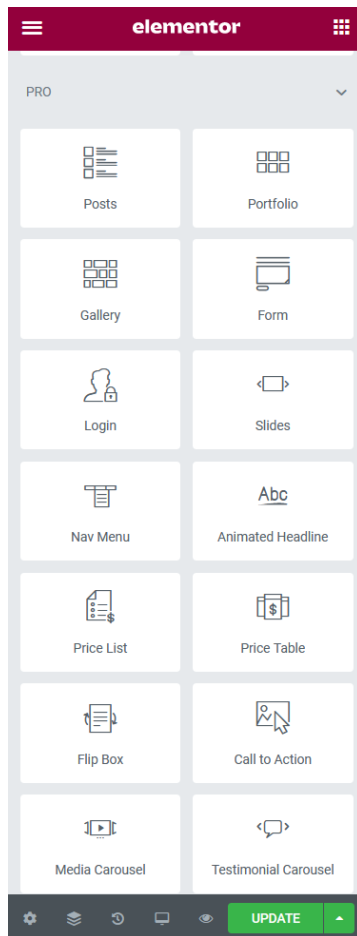 elementor
PRO
Posts
Portfolio
Gallery
Form
Login
Slides
Abc
Nav Menu
Animated Headline
$
$
Price List
Price Table
Flip Box
Call to Action
Media Carousel
Testimonial Carousel
UPDATE